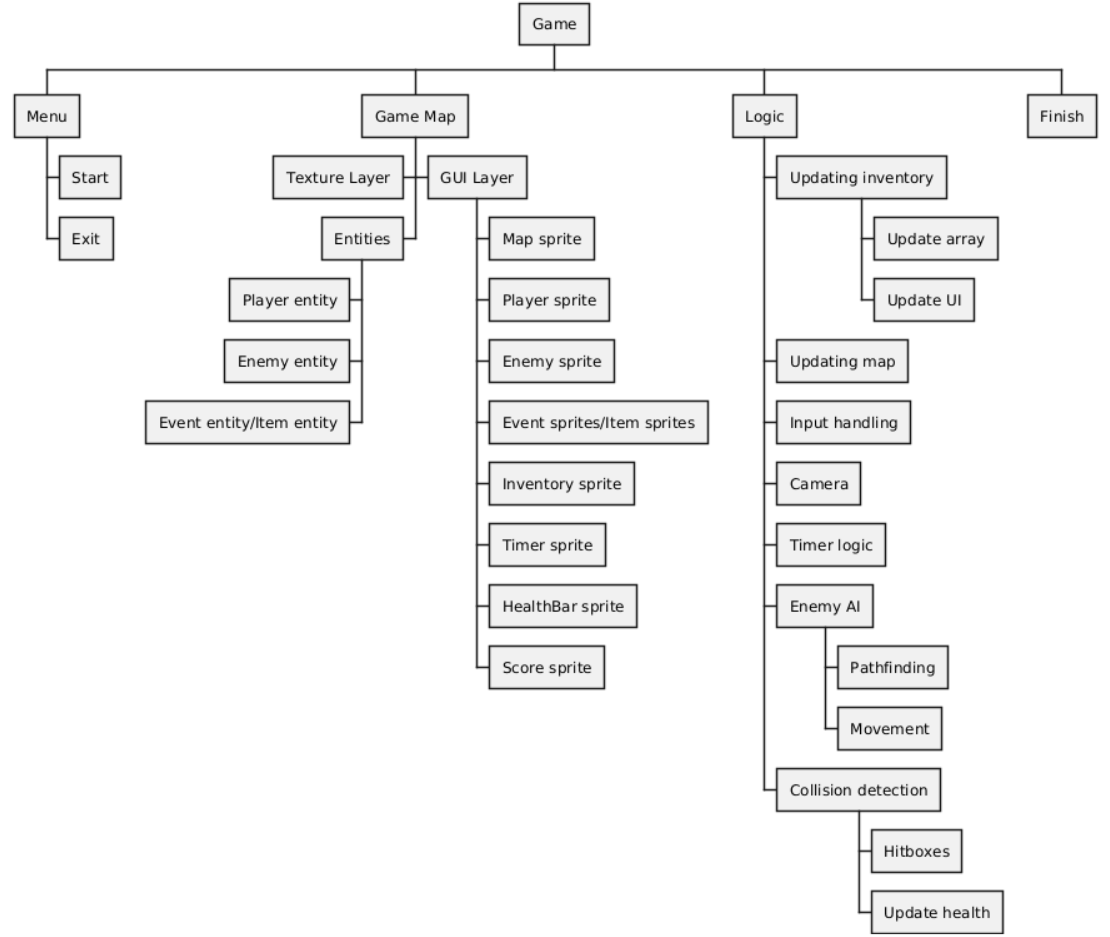 Game
Menu
Game Map
Logic
Finish
Start
Texture Layer
GUI Layer
Updating inventory
Exit
Entities
Map sprite
Update array
Player entity
Player sprite
Update UI
Enemy entity
Enemy sprite
Updating map
Event entity/Item entity
Event sprites/Item sprites
Input handling
Inventory sprite
Camera
Timer sprite
Timer logic
HealthBar sprite
Enemy AI
Score sprite
Pathfinding
Movement
Collision detection
Hitboxes
Update health